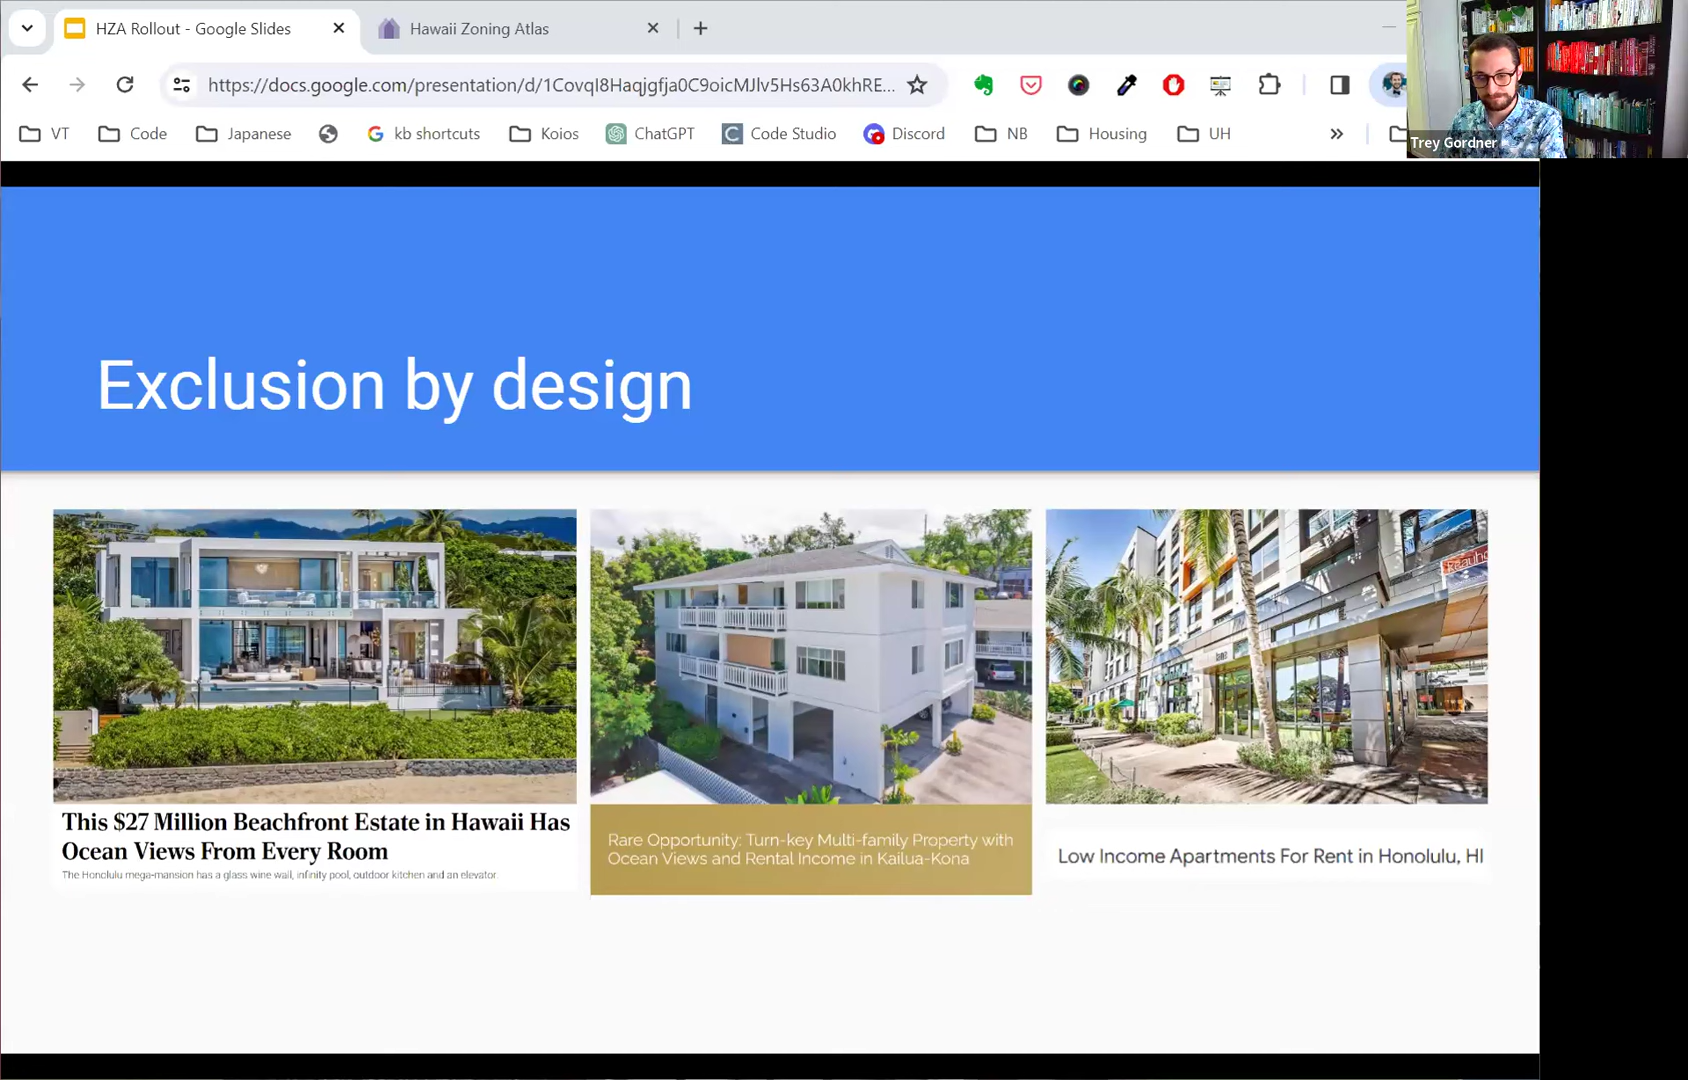 HZA Rollout - Google Slides
Hawaii Zoning Atlas
https://docs.google.com/presentation/d/1CovqI8Haqjgfja0C9oicMJlv5Hs63A0khRE...
VT
Code
Japanese
kb shortcuts
Koios
ChatGPT
Code Studio
Discord
NB
Housing
UH
Trey Gordner
Exclusion by design
This $27 Million Beachfront Estate in Hawaii Has
Ocean Views From Every Room
The Honolulu mega-mansion has a glass wine wall, infinity pool, outdoor kitchen and an elevator.
Rare Opportunity: Turn-key Multi-family Property with
Ocean Views and Rental Income in Kailua-Kona
Low Income Apartments For Rent in Honolulu, HI